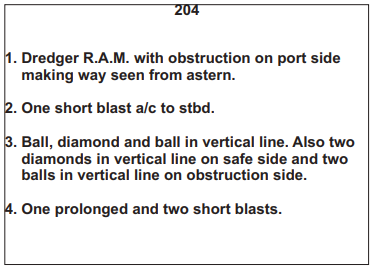 204
1. Dredger R.A.M. with obstruction on port side
making way seen from astern.
2. One short blast a/c to stbd.
3. Ball, diamond and ball in vertical line. Also two
diamonds in vertical line on safe side and two
balls in vertical line on obstruction side.
4. One prolonged and two short blasts.